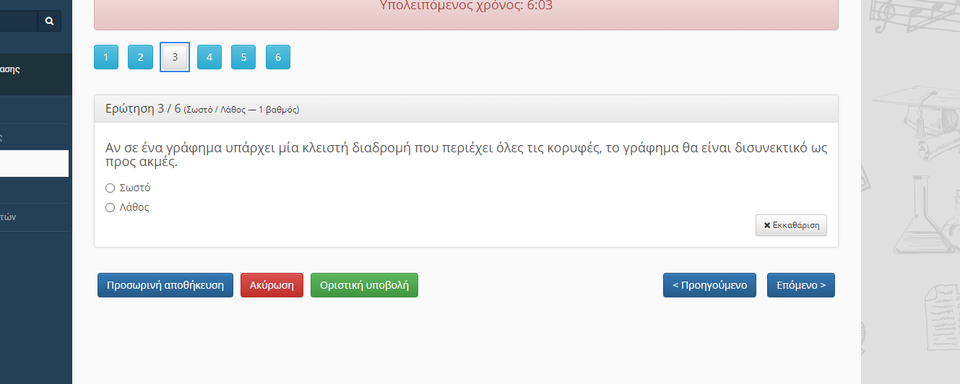 Υπολειπόμενος χρόνος: 6:03
1 2 3 4 5 6
ασης
Ερώτηση 3 / 6 (Σωστό / Λάθος — 1 βαθμός)
ς
Αν σε ένα γράφημα υπάρχει μία κλειστή διαδρομή που περιέχει όλες τις κορυφές, το γράφημα θα είναι δισυνεκτικό ως
προς ακμές.
Σωστό
Λάθος
τών
✖ Εκκαθάριση
Προσωρινή αποθήκευση Ακύρωση Οριστική υποβολή < Προηγούμενο Επόμενο >